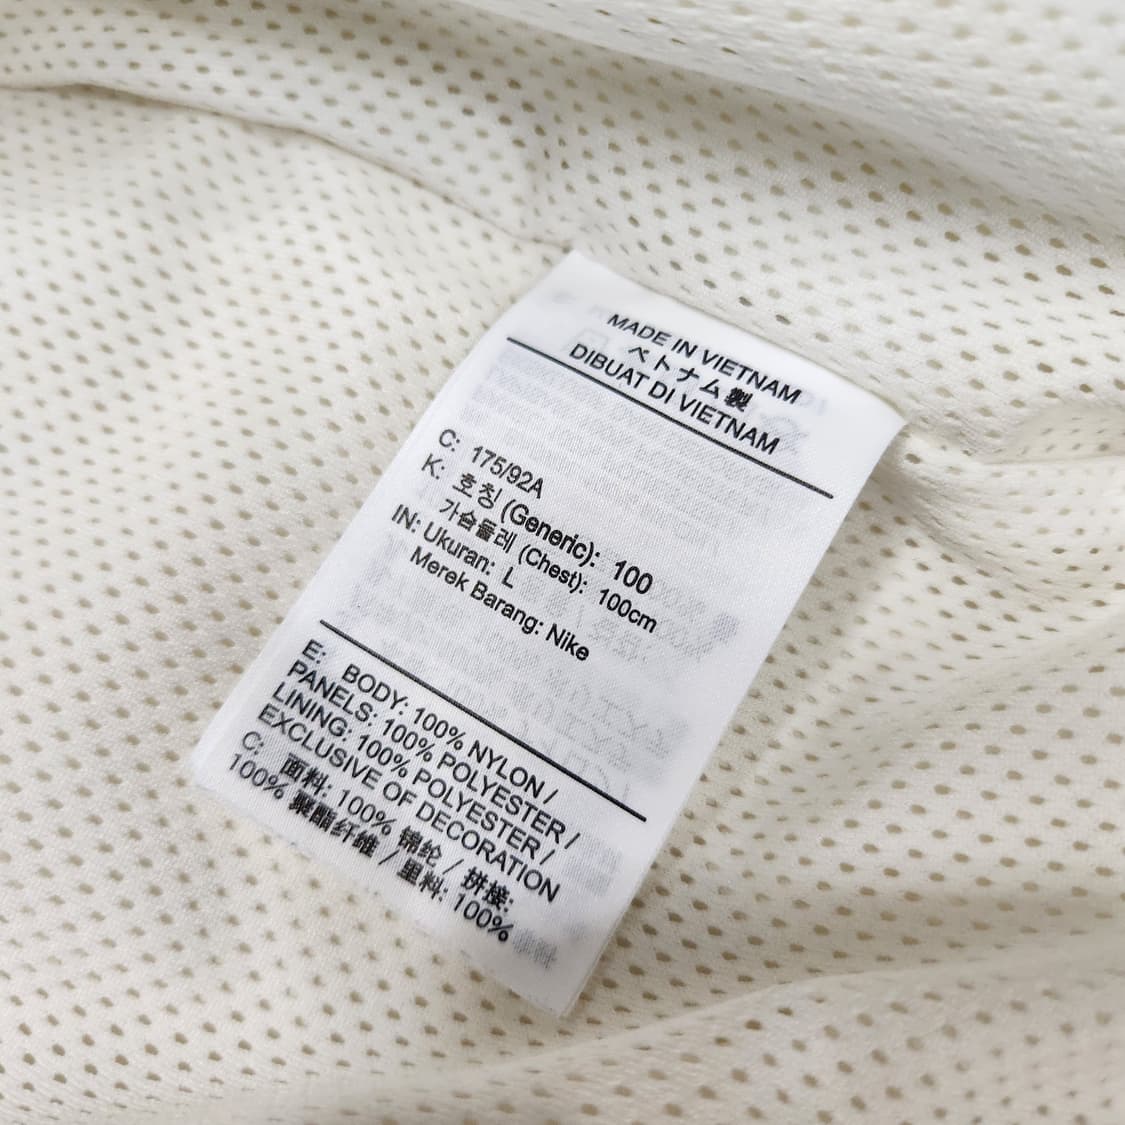 MADE IN VIETNAM
ベトナム製
DIBUAT DI VIETNAM
C: 175/92A
K: 호칭 (Generic): 100
가슴둘레 (Chest): 100cm
IN: Ukuran: L
Merek Barang: Nike
E: BODY: 100% NYLON /
PANELS: 100% POLYESTER /
LINING: 100% POLYESTER /
EXCLUSIVE OF DECORATION
C: 面料: 100% 锦纶 / 拼接:
100% 聚酯纤维 / 里料: 100%